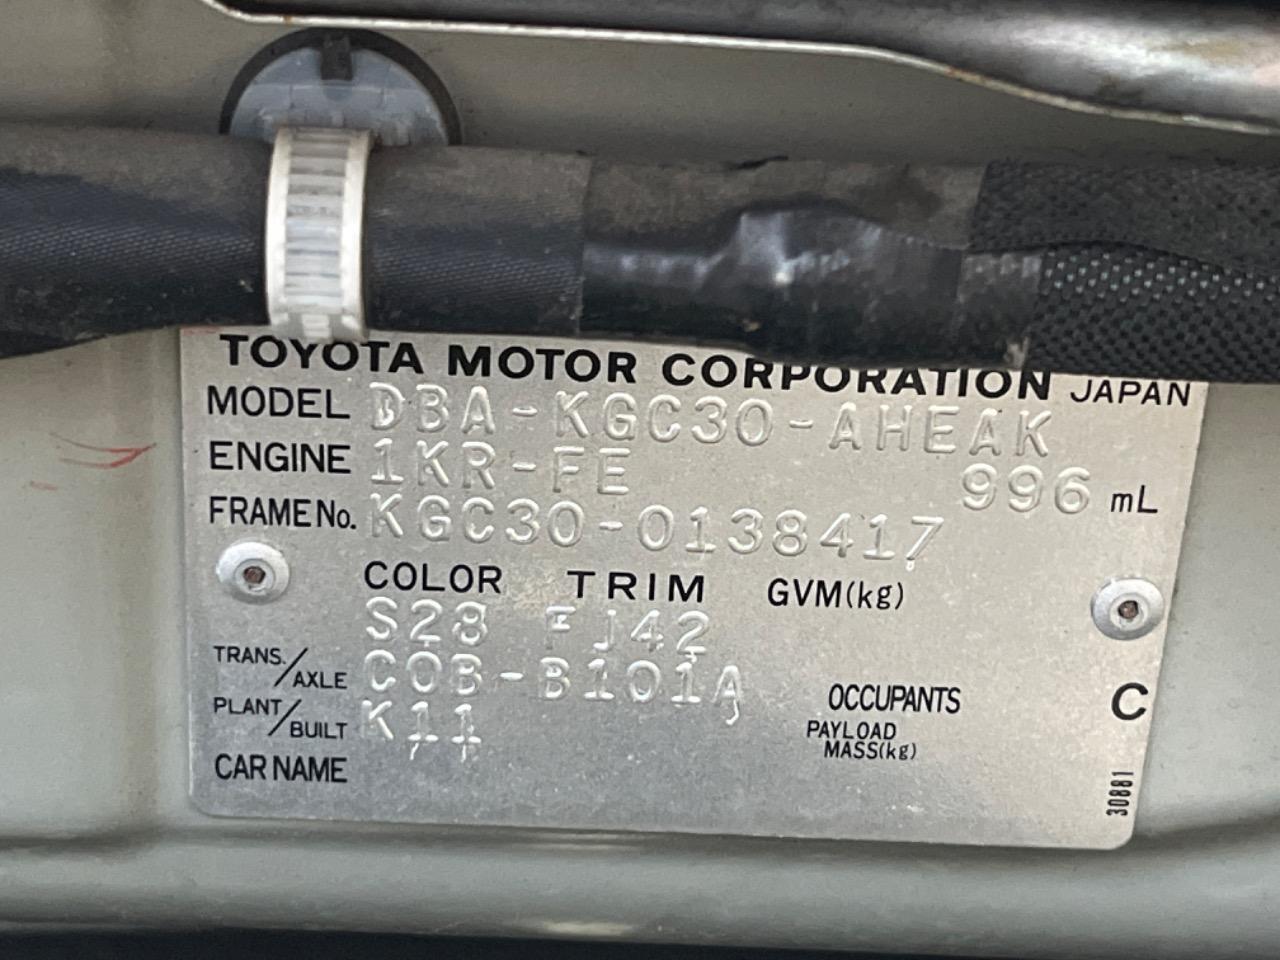 TOYOTA MOTOR CORPORATION JAPAN
MODEL DBA-KGC30-AHEAK
ENGINE 1KR-FE 996 mL
FRAME No. KGC30-0138417
COLOR TRIM GVM(kg)
S28 FJ42
TRANS./AXLE C0B-B101A
OCCUPANTS C
PLANT/BUILT K11
PAYLOAD
MASS(kg)
CAR NAME
30881